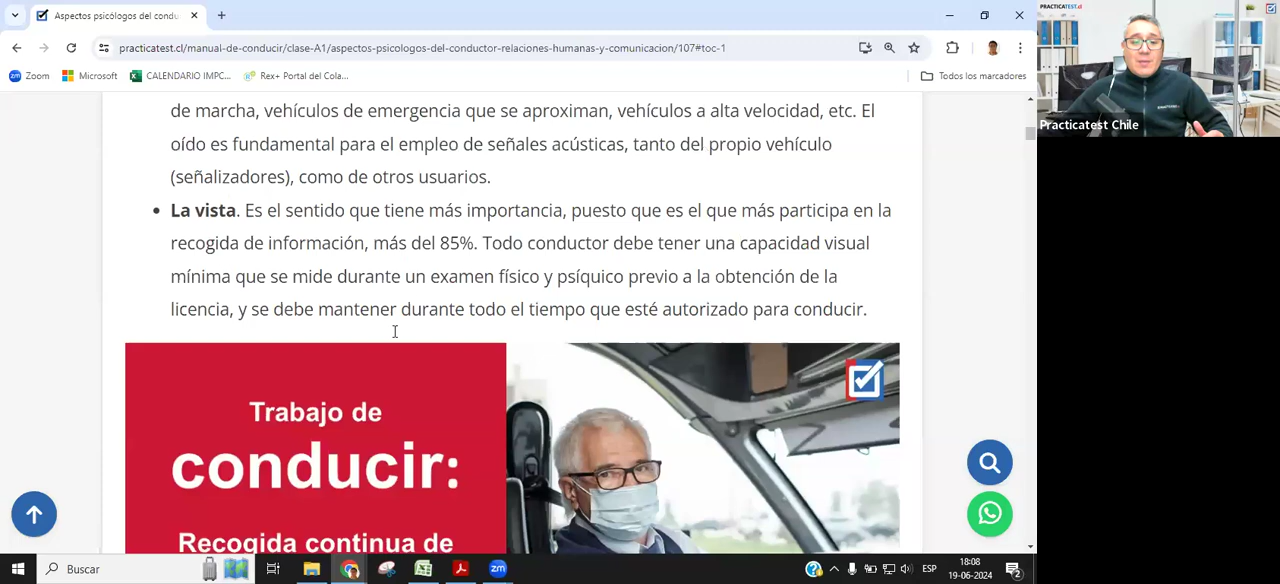 Aspectos psicólogos del condu
practicatest.cl/manual-de-conducir/clase-A1/aspectos-psicologos-del-conductor-relaciones-humanas-y-comunicacion/107#toc-1
Zoom
Microsoft
CALENDARIO IMPC...
Rex+ Portal del Cola...
Todos los marcadores
de marcha, vehículos de emergencia que se aproximan, vehículos a alta velocidad, etc. El
oído es fundamental para el empleo de señales acústicas, tanto del propio vehículo
(señalizadores), como de otros usuarios.
• La vista. Es el sentido que tiene más importancia, puesto que es el que más participa en la
recogida de información, más del 85%. Todo conductor debe tener una capacidad visual
mínima que se mide durante un examen físico y psíquico previo a la obtención de la
licencia, y se debe mantener durante todo el tiempo que esté autorizado para conducir.
Trabajo de
conducir:
Recogida continua de
PRACTICATEST.cl
Practicatest Chile
Buscar
ESP
18:08
19-06-2024
2